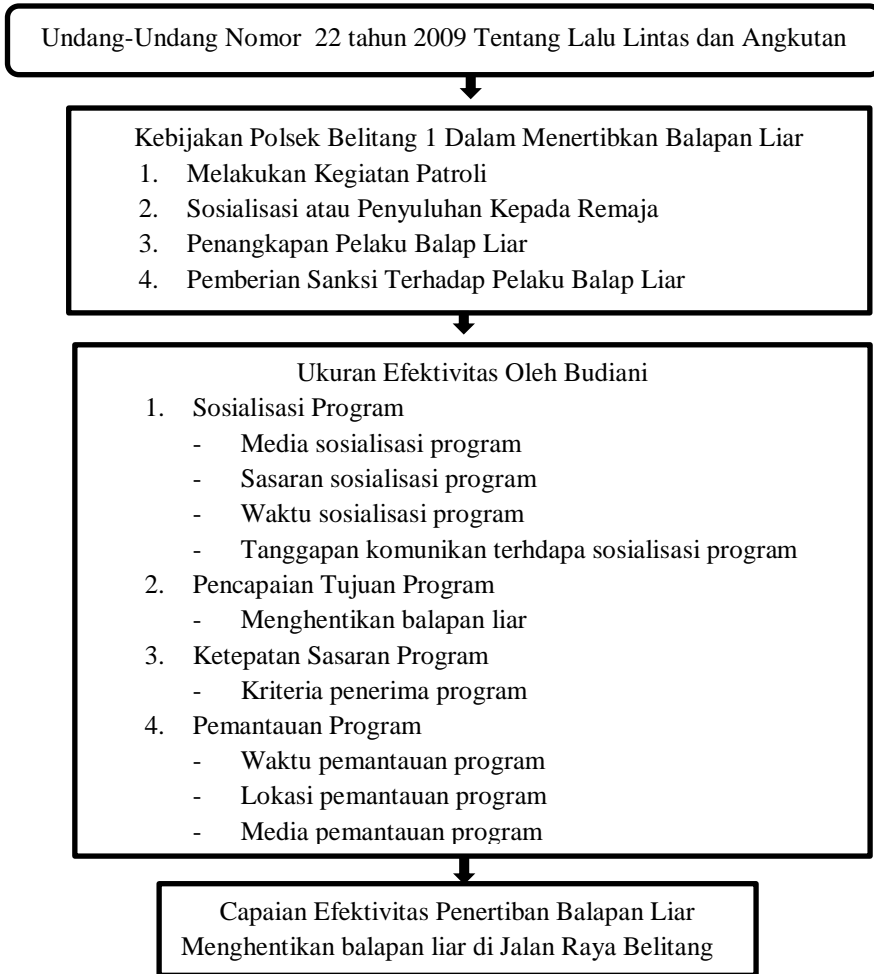 Undang-Undang Nomor 22 tahun 2009 Tentang Lalu Lintas dan Angkutan
Kebijakan Polsek Belitang 1 Dalam Menertibkan Balapan Liar
1. Melakukan Kegiatan Patroli
2. Sosialisasi atau Penyuluhan Kepada Remaja
3. Penangkapan Pelaku Balap Liar
4. Pemberian Sanksi Terhadap Pelaku Balap Liar
Ukuran Efektivitas Oleh Budiani
1. Sosialisasi Program
- Media sosialisasi program
- Sasaran sosialisasi program
- Waktu sosialisasi program
- Tanggapan komunikan terhdapa sosialisasi program
2. Pencapaian Tujuan Program
- Menghentikan balapan liar
3. Ketepatan Sasaran Program
- Kriteria penerima program
4. Pemantauan Program
- Waktu pemantauan program
- Lokasi pemantauan program
- Media pemantauan program
Capaian Efektivitas Penertiban Balapan Liar
Menghentikan balapan liar di Jalan Raya Belitang